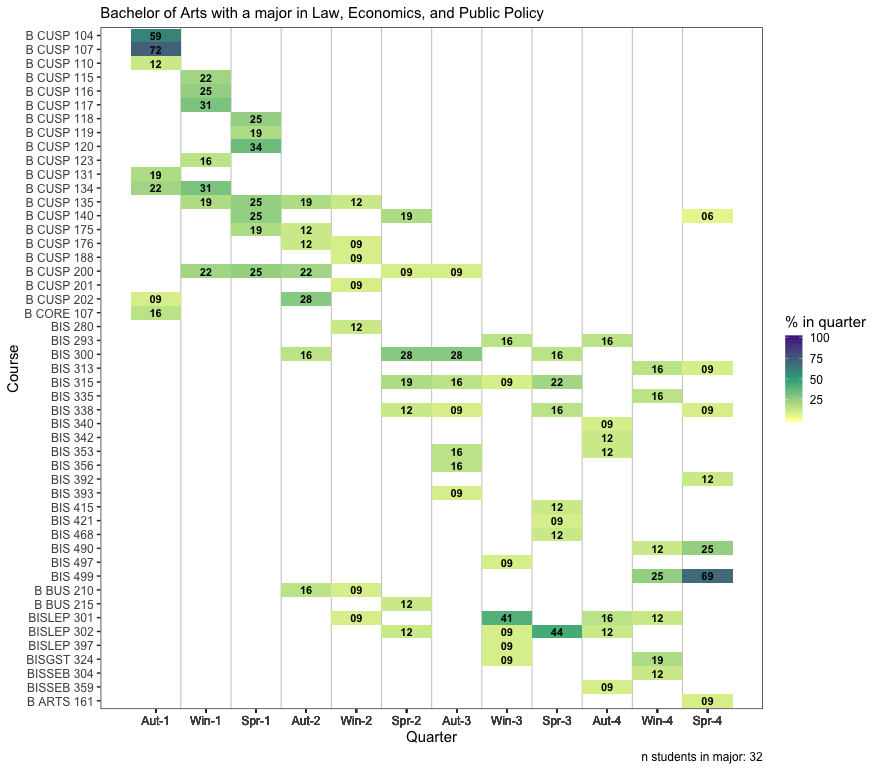 Bachelor of Arts with a major in Law, Economics, and Public Policy
B CUSP 104 59
B CUSP 107 72
B CUSP 110 12
B CUSP 115 22
B CUSP 116 25
B CUSP 117 31
B CUSP 118 25
B CUSP 119 19
B CUSP 120 34
B CUSP 123 16
B CUSP 131 19
B CUSP 134 22 31
B CUSP 135 19 25 19 12
B CUSP 140 25 19 06
B CUSP 175 19 12
B CUSP 176 12 09
B CUSP 188 09
B CUSP 200 22 25 22 09 09
B CUSP 201 09
B CUSP 202 09 28
B CORE 107 16
BIS 280 12
BIS 293 16 16
BIS 300 16 28 28 16
BIS 313 16 09
BIS 315 19 16 09 22
BIS 335 16
BIS 338 12 09 16 09
BIS 340 09
BIS 342 12
BIS 353 16 12
BIS 356 16
BIS 392 12
BIS 393 09
BIS 415 12
BIS 421 09
BIS 468 12
BIS 490 12 25
BIS 497 09
BIS 499 25 69
B BUS 210 16 09
B BUS 215 12
BISLEP 301 09 41 16 12
BISLEP 302 12 09 44 12
BISLEP 397 09
BISGST 324 09 19
BISSEB 304 12
BISSEB 359 09
B ARTS 161 09
Aut-1 Win-1 Spr-1 Aut-2 Win-2 Spr-2 Aut-3 Win-3 Spr-3 Aut-4 Win-4 Spr-4
Quarter
Course
% in quarter
100
75
50
25
n students in major: 32